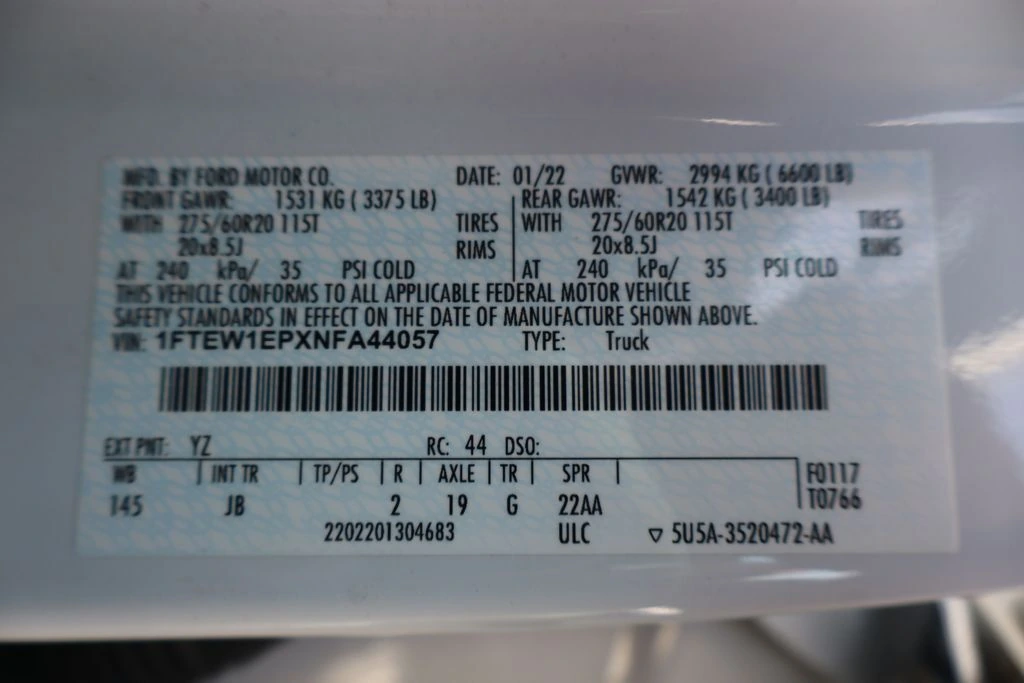 MFD. BY FORD MOTOR CO. DATE: 01/22 GVWR: 2994 KG ( 6600 LB)
FRONT GAWR: 1531 KG ( 3375 LB) REAR GAWR: 1542 KG ( 3400 LB)
WITH 275/60R20 115T TIRES WITH 275/60R20 115T TIRES
20x8.5J RIMS 20x8.5J RIMS
AT 240 kPa/ 35 PSI COLD AT 240 kPa/ 35 PSI COLD
THIS VEHICLE CONFORMS TO ALL APPLICABLE FEDERAL MOTOR VEHICLE
SAFETY STANDARDS IN EFFECT ON THE DATE OF MANUFACTURE SHOWN ABOVE.
VIN: 1FTEW1EPXNFA44057 TYPE: Truck
EXT PNT: YZ RC: 44 DSO:
WB INT TR TP/PS R AXLE TR SPR F0117
145 JB 2 19 G 22AA T0766
2202201304683 ULC ▽ 5U5A-3520472-AA